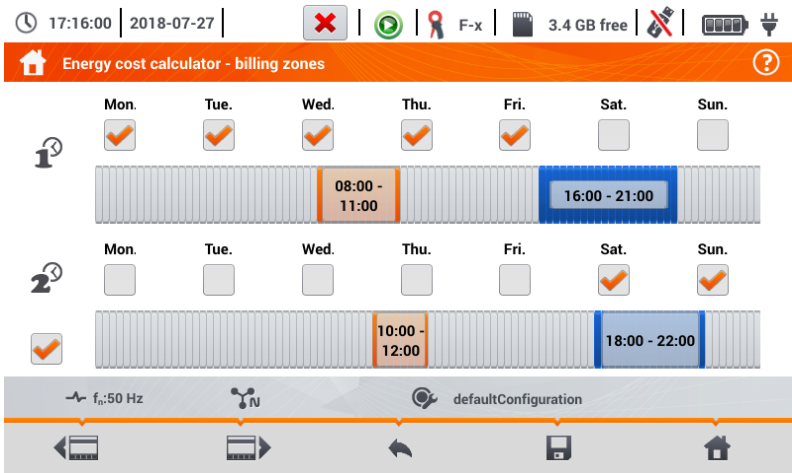 17:16:00 2018-07-27 F-x 3.4 GB free
Energy cost calculator - billing zones ?
Mon. Tue. Wed. Thu. Fri. Sat. Sun.
1
08:00 -
11:00
16:00 - 21:00
Mon. Tue. Wed. Thu. Fri. Sat. Sun.
2
10:00 -
12:00
18:00 - 22:00
fn:50 Hz N defaultConfiguration